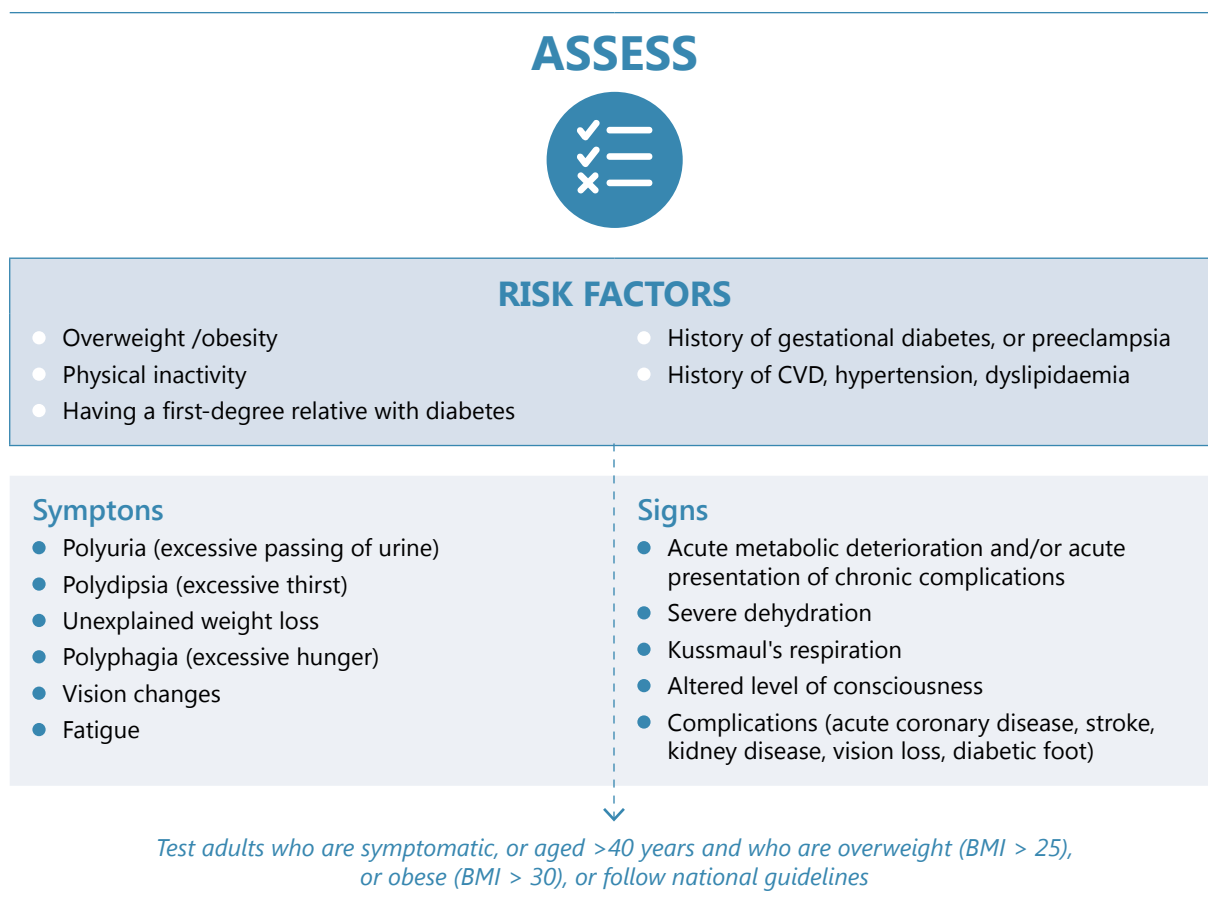 ASSESS
RISK FACTORS
Overweight /obesity
Physical inactivity
Having a first-degree relative with diabetes
History of gestational diabetes, or preeclampsia
History of CVD, hypertension, dyslipidaemia
Symptons
Polyuria (excessive passing of urine)
Polydipsia (excessive thirst)
Unexplained weight loss
Polyphagia (excessive hunger)
Vision changes
Fatigue
Signs
Acute metabolic deterioration and/or acute
presentation of chronic complications
Severe dehydration
Kussmaul's respiration
Altered level of consciousness
Complications (acute coronary disease, stroke,
kidney disease, vision loss, diabetic foot)
Test adults who are symptomatic, or aged >40 years and who are overweight (BMI > 25),
or obese (BMI > 30), or follow national guidelines